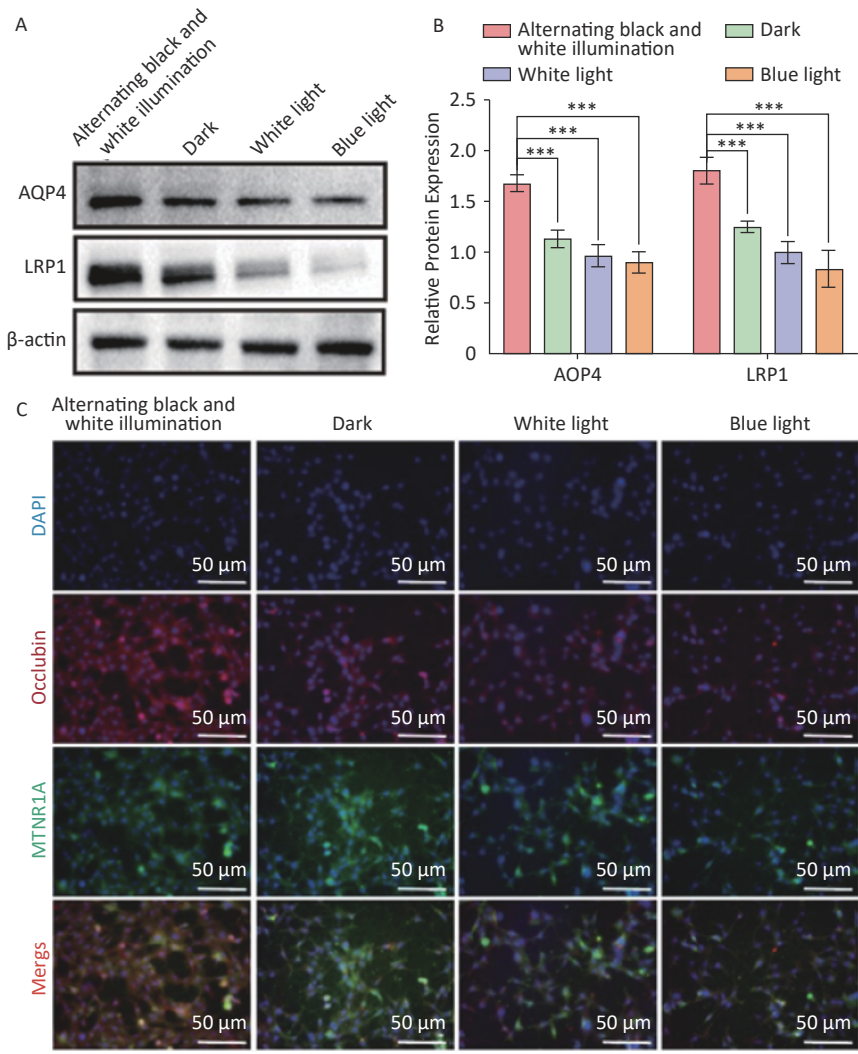 A
Alternating black and
white illumination
Dark
White light
Blue light
AQP4
LRP1
β-actin
B
Alternating black and
white illumination
Dark
White light
Blue light
Relative Protein Expression
2.5
2.0
1.5
1.0
0.5
0
***
***
***
***
***
***
AOP4
LRP1
C
Alternating black and
white illumination
Dark
White light
Blue light
DAPI
50 μm
50 μm
50 μm
50 μm
Occlubin
50 μm
50 μm
50 μm
50 μm
MTNR1A
50 μm
50 μm
50 μm
50 μm
Mergs
50 μm
50 μm
50 μm
50 μm